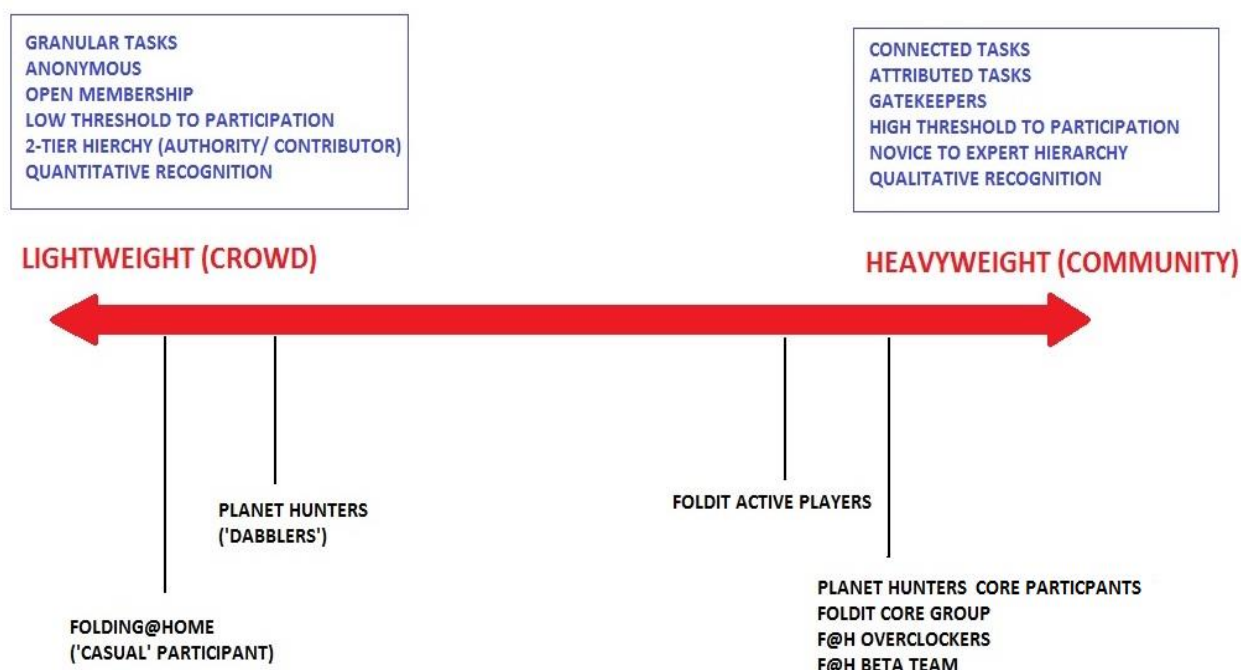 GRANULAR TASKS
ANONYMOUS
OPEN MEMBERSHIP
LOW THRESHOLD TO PARTICIPATION
2-TIER HIERCHY (AUTHORITY/ CONTRIBUTOR)
QUANTITATIVE RECOGNITION
CONNECTED TASKS
ATTRIBUTED TASKS
GATEKEEPERS
HIGH THRESHOLD TO PARTICIPATION
NOVICE TO EXPERT HIERARCHY
QUALITATIVE RECOGNITION
LIGHTWEIGHT (CROWD)
HEAVYWEIGHT (COMMUNITY)
PLANET HUNTERS
('DABBLERS')
FOLDIT ACTIVE PLAYERS
FOLDING@HOME
('CASUAL' PARTICIPANT)
PLANET HUNTERS CORE PARTICPANTS
FOLDIT CORE GROUP
F@H OVERCLOCKERS
F@H BETA TEAM